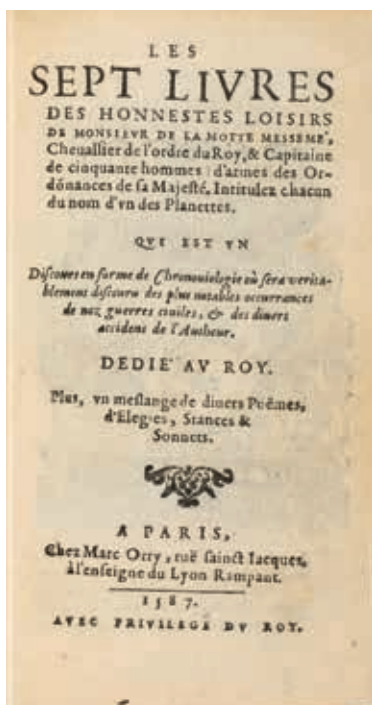 LES
SEPT LIVRES
DES HONNESTES LOISIRS
DE MONSIEVR DE LA MOTTE MESSEMÉ,
Cheuallier de l'ordre du Roy, & Capitaine
de cinquante hommes d'armes des Or-
dónances de sa Majesté. Intitulez chacun
du nom d'vn des Planettes.
QVI EST VN
Discours en forme de Chronouiologie où sera verita-
blement discouru des plus notables occurrances
de noz guerres ciuiles, & des diuers
accidens de l'Autheur.
DEDIE' AV ROY.
Plus, vn meslange de diuers Poëmes,
d'Elegies, Stances &
Sonnets.
A PARIS,
Chez Marc Orry, ruë sainct Iacques,
à l'enseigne du Lyon Rampant.
1587.
AVEC PRIVILEGE DV ROY.